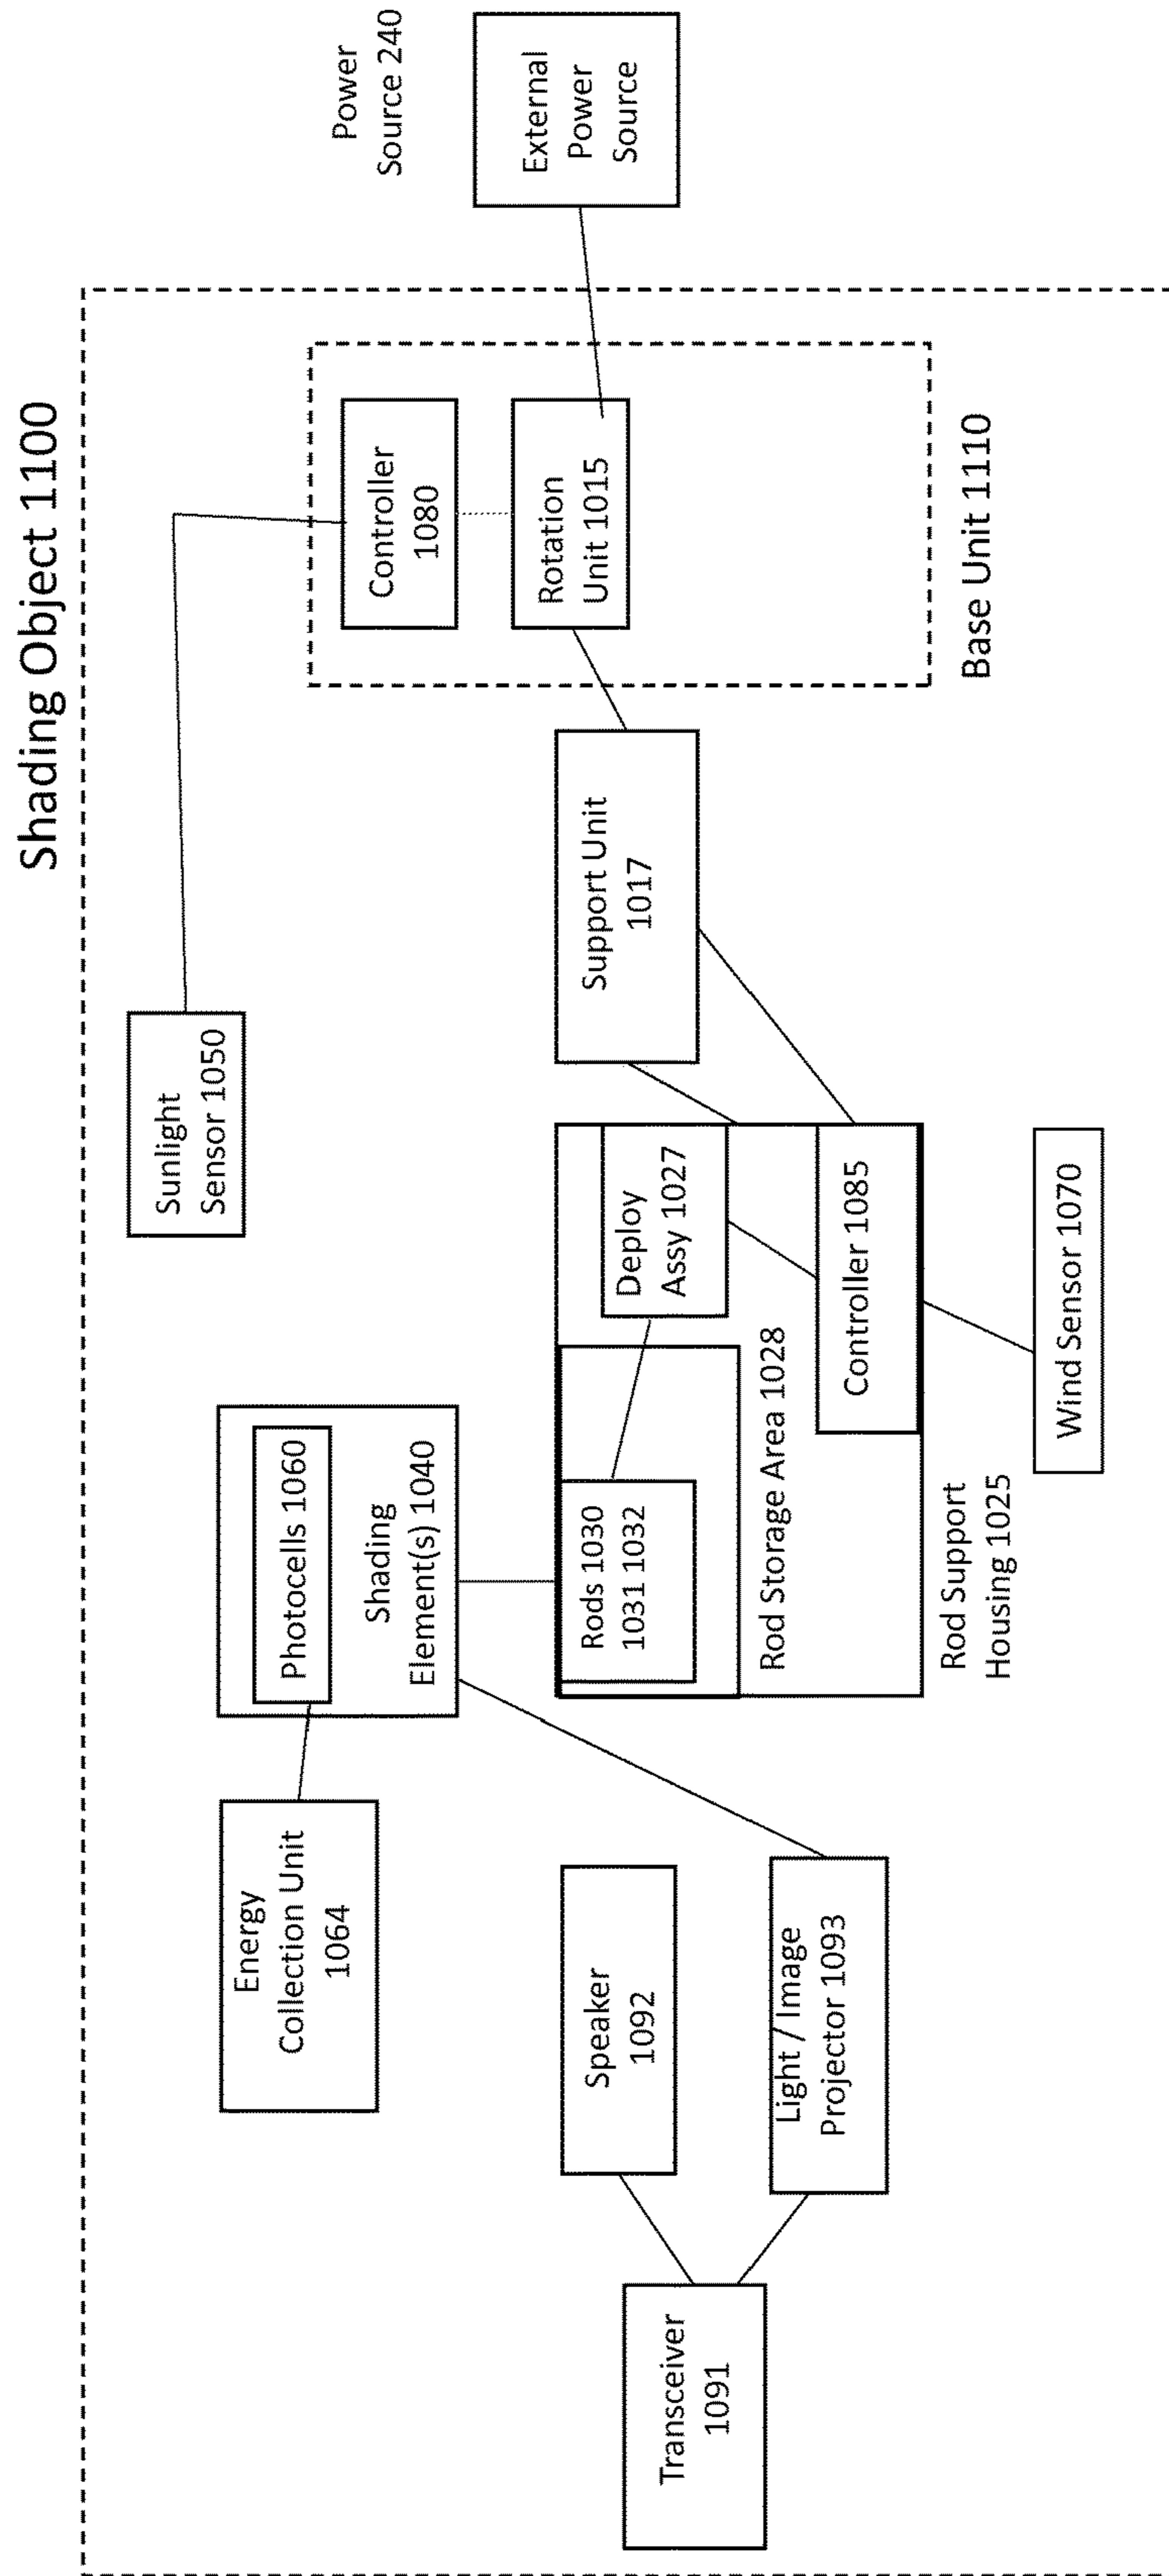 Shading Object 1100
Energy
Collection Unit
1064
Photocells 1060
Shading
Element(s) 1040
Sunlight
Sensor 1050
Controller
1080
Rotation
Unit 1015
Base Unit 1110
Power
Source 240
External
Power
Source
Support Unit
1017
Deploy
Assy 1027
Rods 1030
1031 1032
Rod Storage Area 1028
Controller 1085
Rod Support
Housing 1025
Wind Sensor 1070
Speaker
1092
Light / Image
Projector 1093
Transceiver
1091